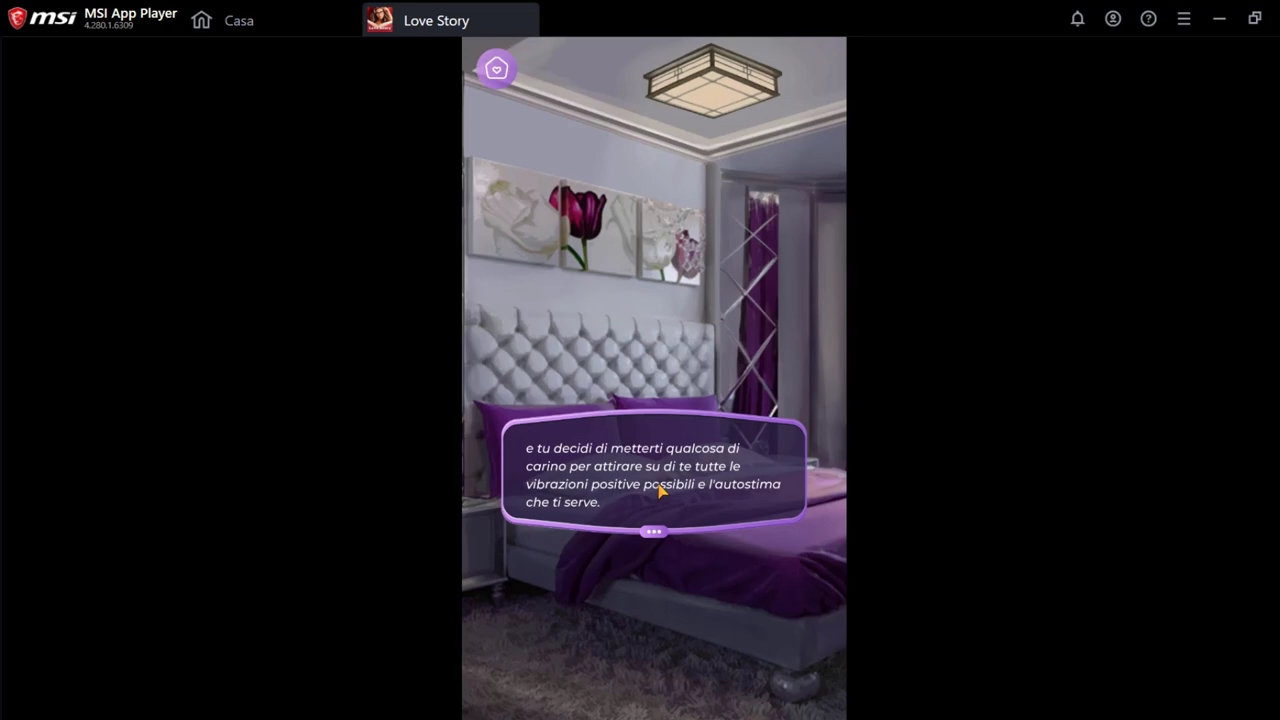 msi MSI App Player
4.280.1.6309
Casa
Love Story
e tu decidi di metterti qualcosa di
carino per attirare su di te tutte le
vibrazioni positive possibili e l'autostima
che ti serve.